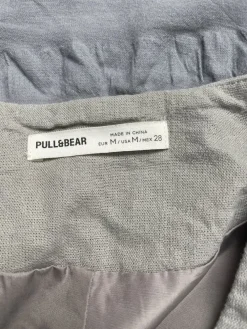 PULL&BEAR
MADE IN CHINA
EUR M / USA M / MEX 28